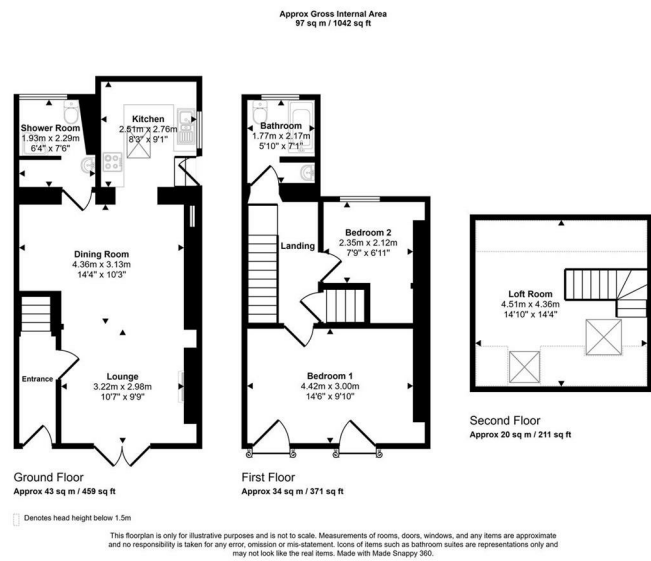 Approx Gross Internal Area
97 sq m / 1042 sq ft
Shower Room
1.93m x 2.29m
6'4" x 7'6"
Kitchen
2.51m x 2.76m
8'3" x 9'1"
Dining Room
4.36m x 3.13m
14'4" x 10'3"
Entrance
Lounge
3.22m x 2.98m
10'7" x 9'9"
Ground Floor
Approx 43 sq m / 459 sq ft
Bathroom
1.77m x 2.17m
5'10" x 7'1"
Landing
Bedroom 2
2.35m x 2.12m
7'9" x 6'11"
Bedroom 1
4.42m x 3.00m
14'6" x 9'10"
First Floor
Approx 34 sq m / 371 sq ft
Loft Room
4.51m x 4.36m
14'10" x 14'4"
Second Floor
Approx 20 sq m / 211 sq ft
Denotes head height below 1.5m
This floorplan is only for illustrative purposes and is not to scale. Measurements of rooms, doors, windows, and any items are approximate
and no responsibility is taken for any error, omission or mis-statement. Icons of items such as bathroom suites are representations only and
may not look like the real items. Made with Made Snappy 360.